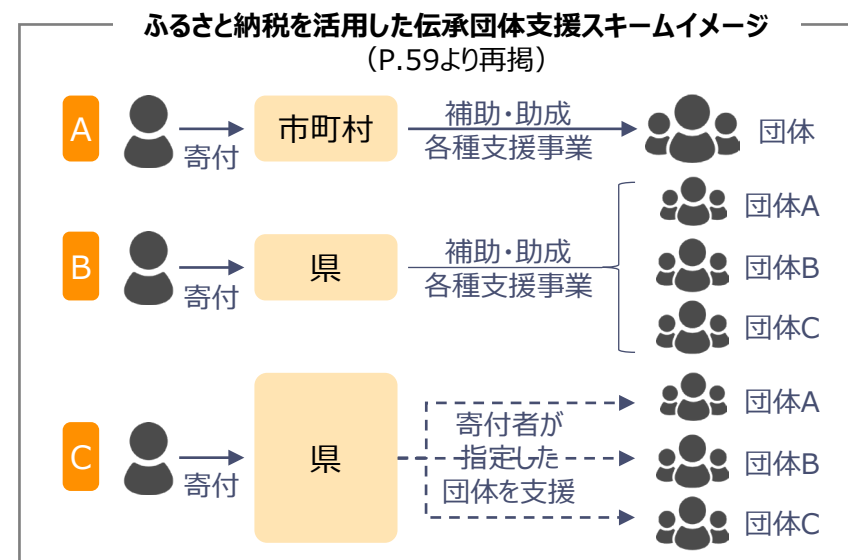 ふるさと納税を活用した伝承団体支援スキームイメージ
（P.59より再掲）
A
寄付
市町村
補助・助成
各種支援事業
団体
B
寄付
県
補助・助成
各種支援事業
団体A
団体B
団体C
C
寄付
県
寄付者が
指定した
団体を支援
団体A
団体B
団体C